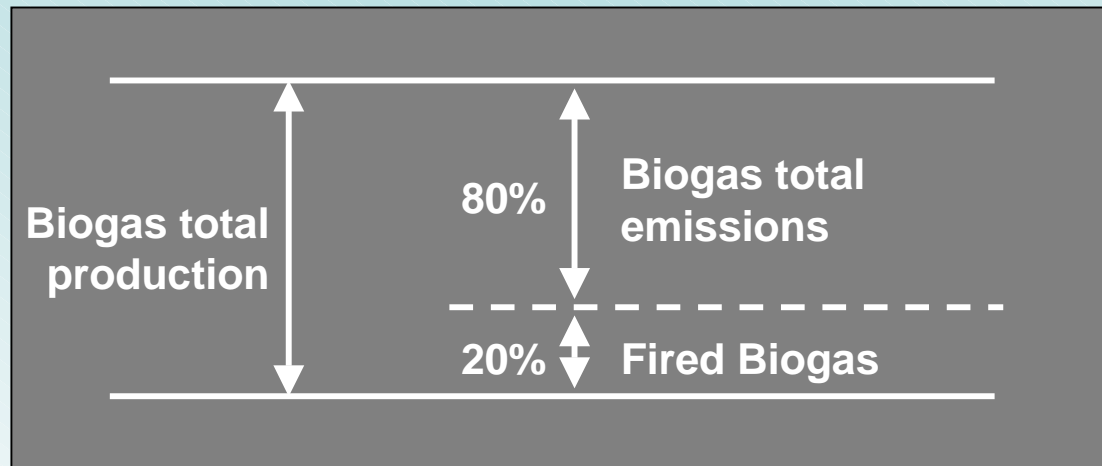 Biogas total
production
80%
Biogas total
emissions
20%
Fired Biogas